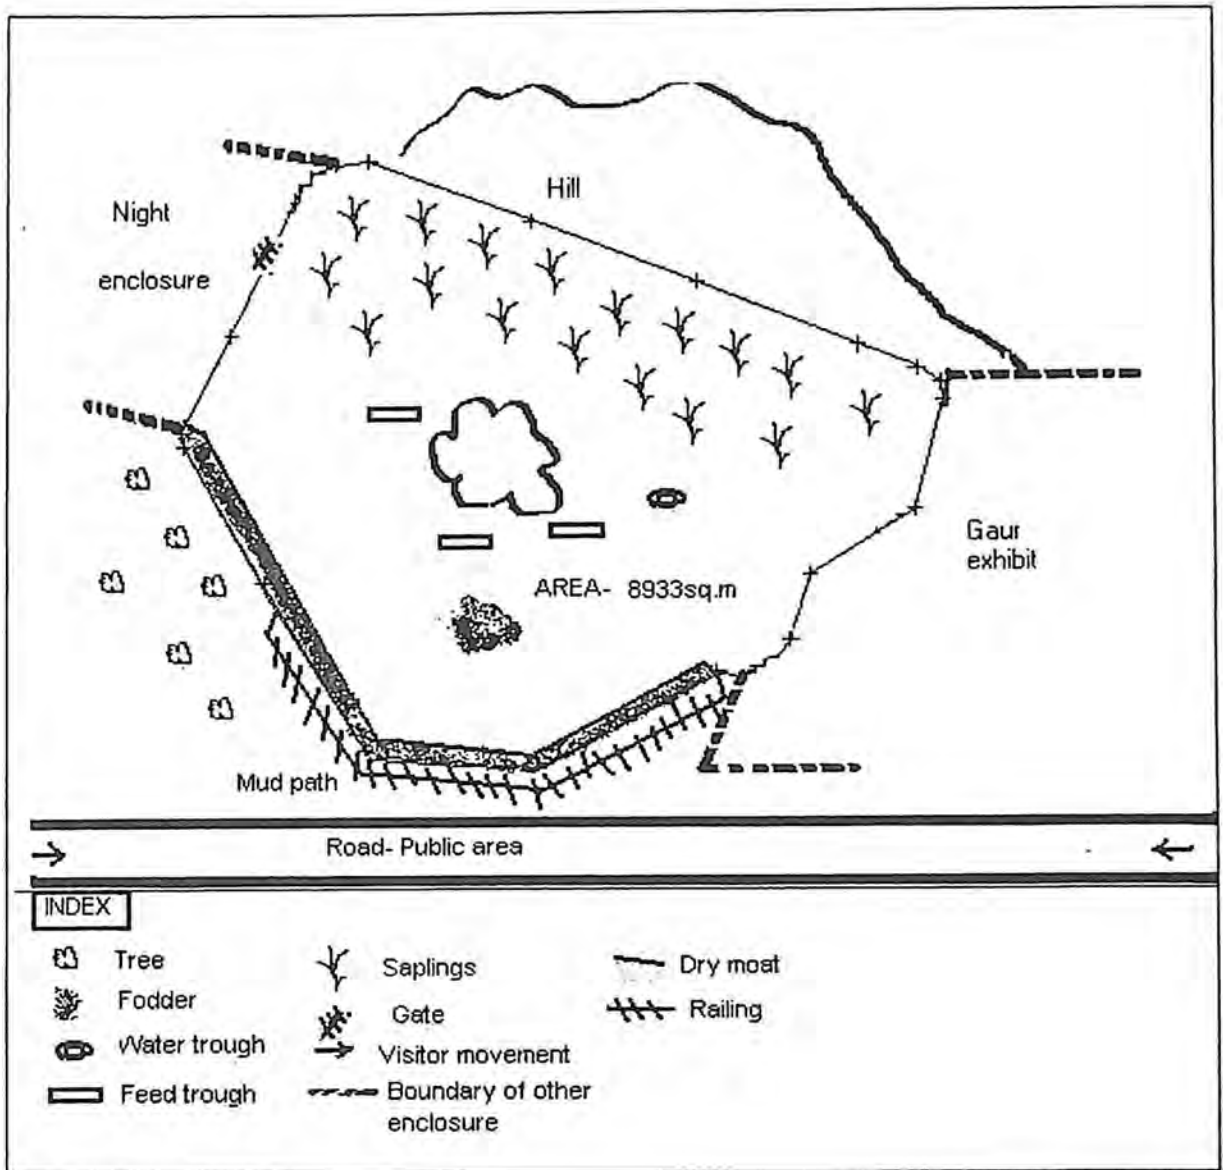 Hill
Night
enclosure
Gaur
exhibit
AREA- 8933sq.m
Mud path
Road- Public area
INDEX
Tree
Fodder
Water trough
Feed trough
Saplings
Gate
Visitor movement
Boundary of other
enclosure
Dry moat
Railing